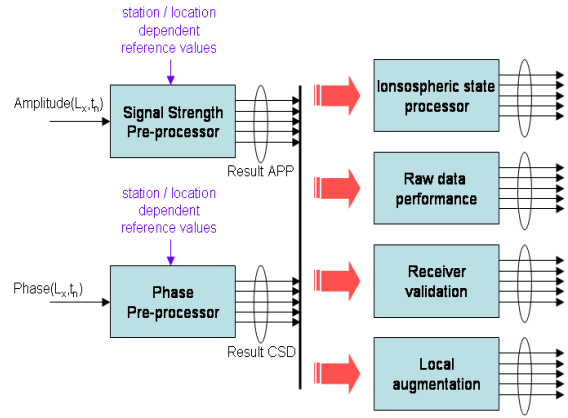 station / location
dependent
reference values
Amplitude(Lx,tn)
Signal Strength
Pre-processor
Result APP
station / location
dependent
reference values
Phase(Lx,tn)
Phase
Pre-processor
Result CSD
Ionsospheric state
processor
Raw data
performance
Receiver
validation
Local
augmentation